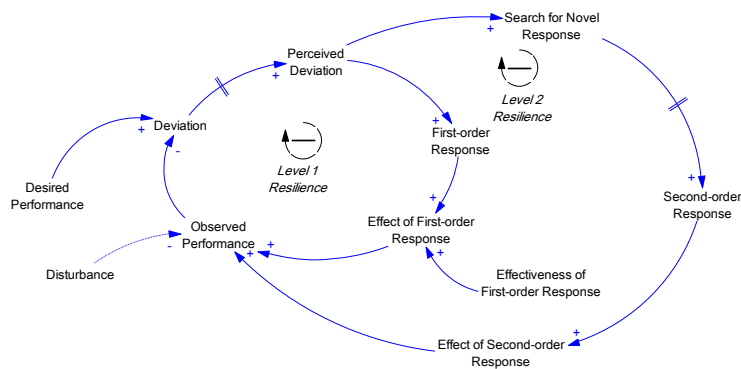 Search for Novel
Response
+
Perceived
Deviation
+
Level 2
Resilience
+
Deviation
+
-
First-order
Response
Level 1
Resilience
+
Desired
Performance
+
Second-order
Response
Observed
Performance
+
+
-
Effect of First-order
Response
+
Disturbance
Effectiveness of
First-order Response
+
Effect of Second-order
Response